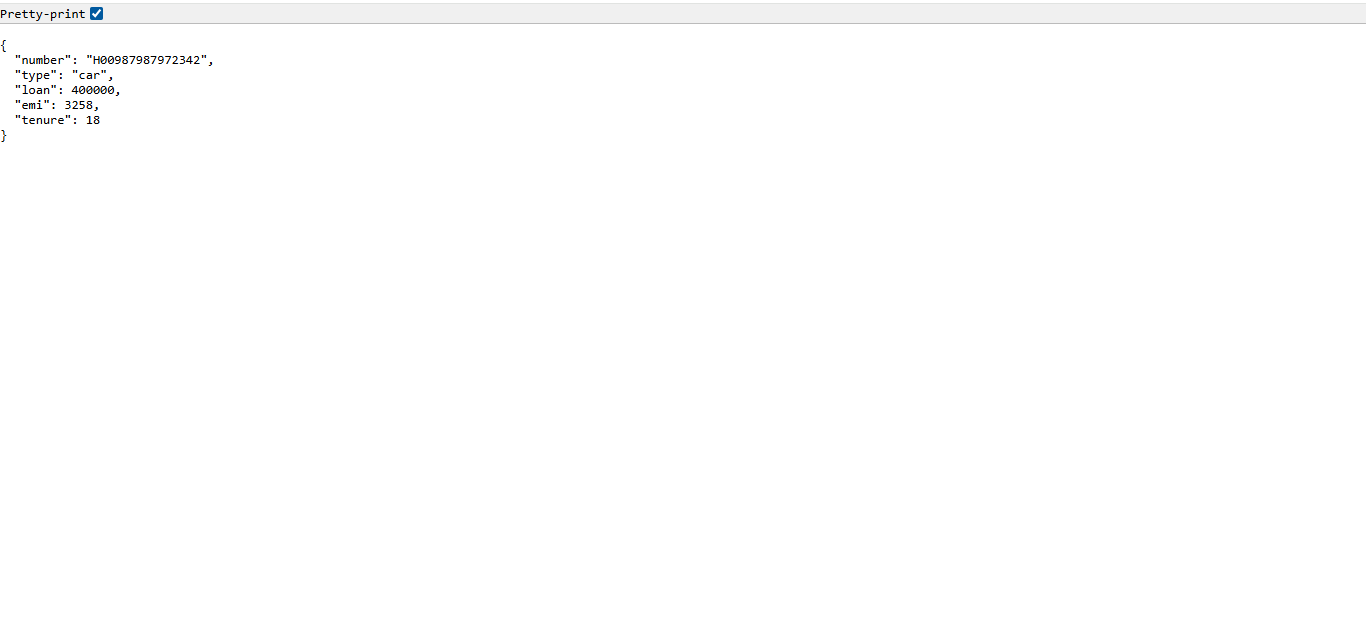 Pretty-print
{
  "number": "H00987987972342",
  "type": "car",
  "loan": 400000,
  "emi": 3258,
  "tenure": 18
}